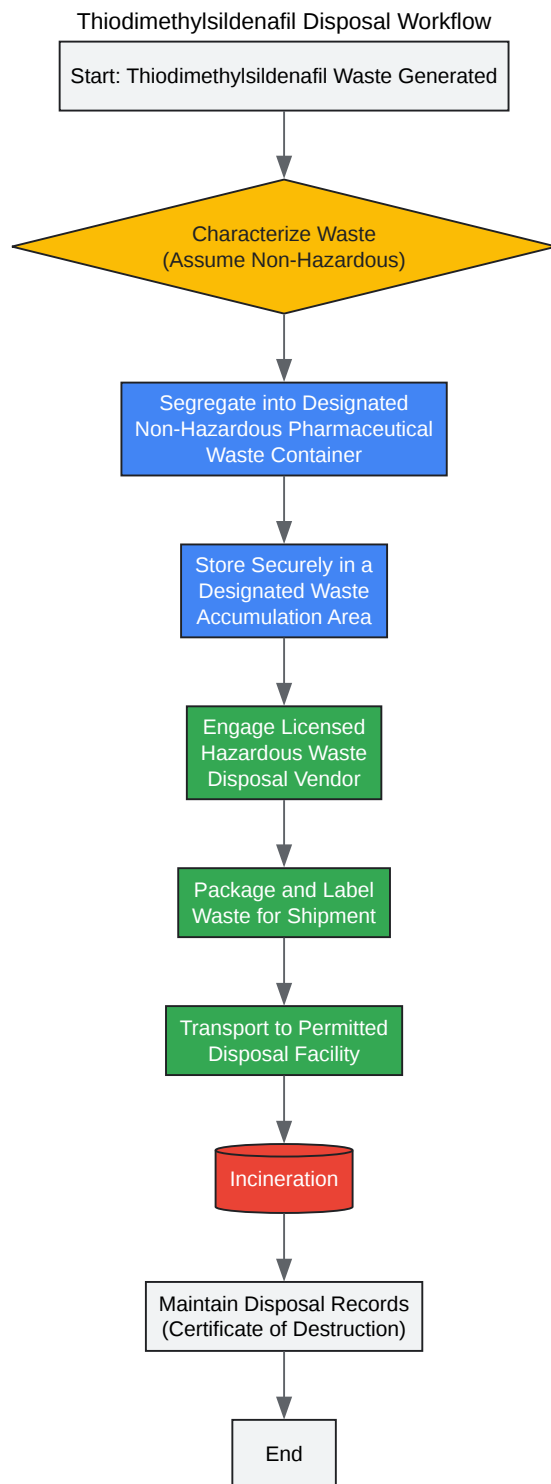 Thiodimethylsildenafil Disposal Workflow
Start: Thiodimethylsildenafil Waste Generated
Characterize Waste
(Assume Non-Hazardous)
Segregate into Designated
Non-Hazardous Pharmaceutical
Waste Container
Store Securely in a
Designated Waste
Accumulation Area
Engage Licensed
Hazardous Waste
Disposal Vendor
Package and Label
Waste for Shipment
Transport to Permitted
Disposal Facility
Incineration
Maintain Disposal Records
(Certificate of Destruction)
End